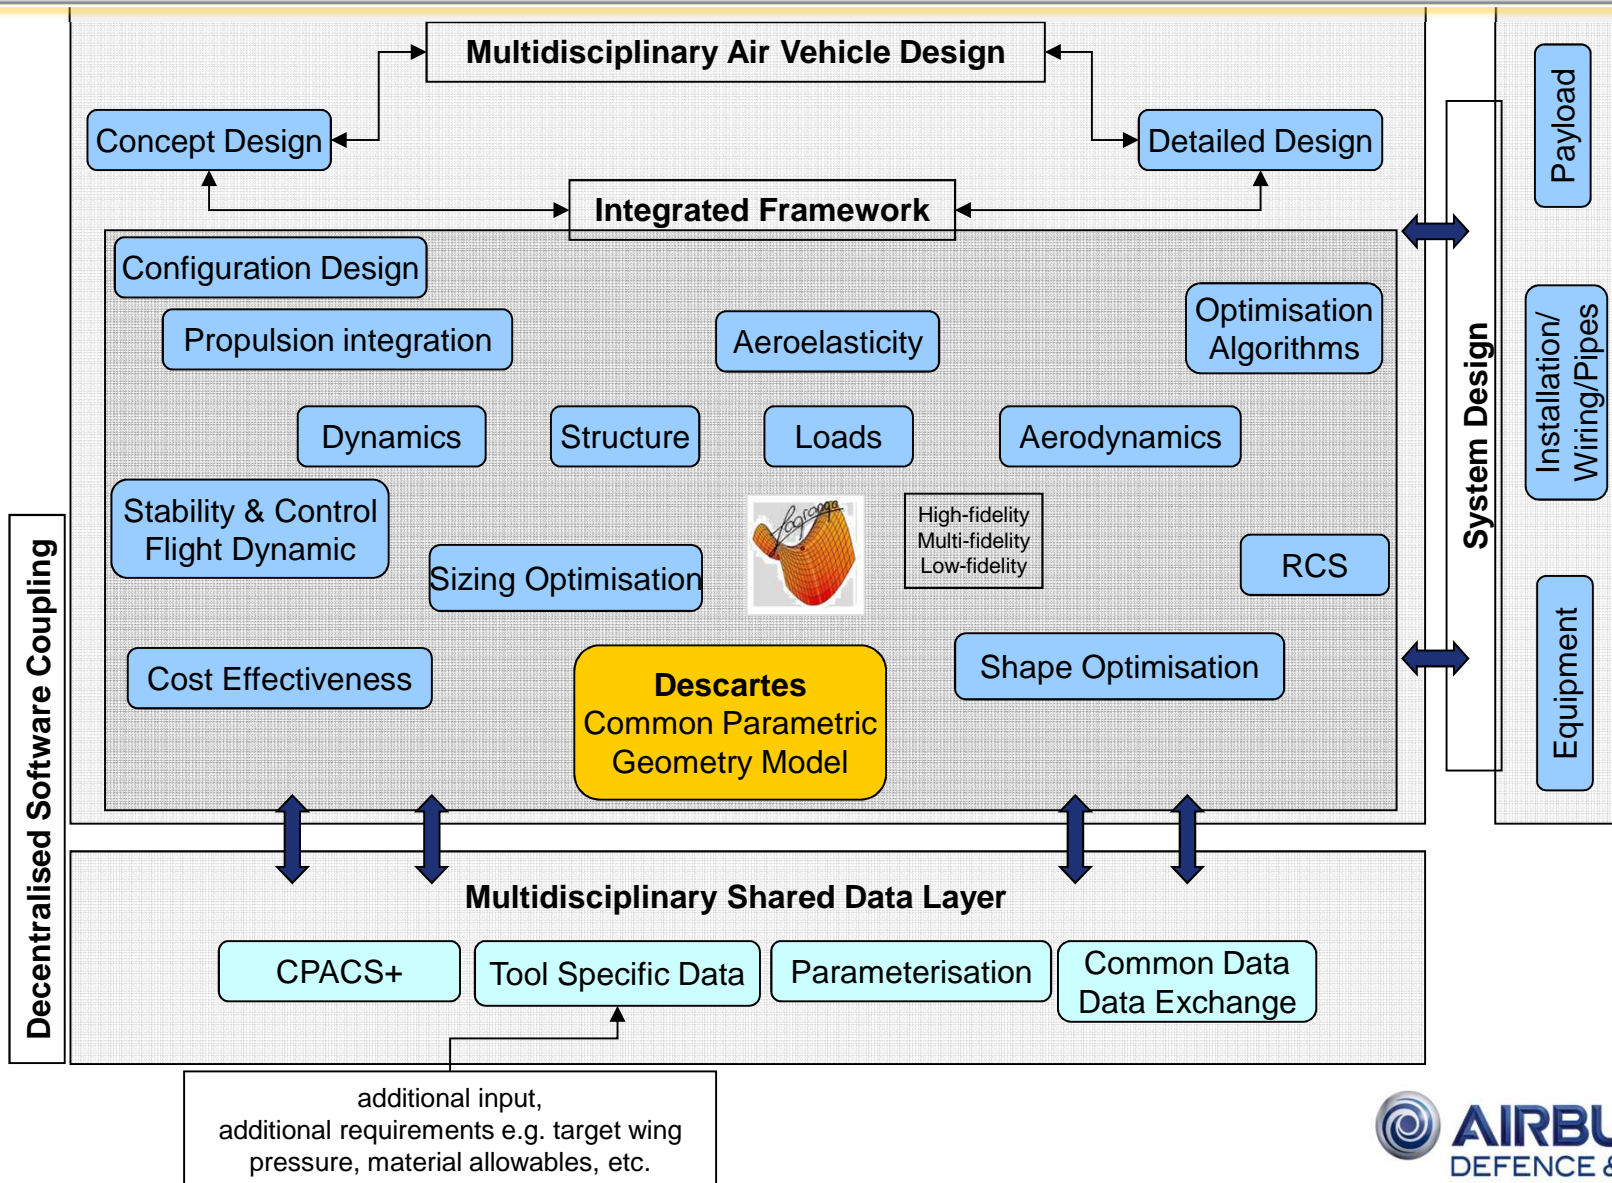 Multidisciplinary Air Vehicle Design
Concept Design
Detailed Design
Integrated Framework
Configuration Design
Propulsion integration
Aeroelasticity
Optimisation
Algorithms
Dynamics
Structure
Loads
Aerodynamics
Stability & Control
Flight Dynamic
Sizing Optimisation
High-fidelity
Multi-fidelity
Low-fidelity
RCS
Cost Effectiveness
Descartes
Common Parametric
Geometry Model
Shape Optimisation
System Design
Payload
Installation/
Wiring/Pipes
Equipment
Decentralised Software Coupling
Multidisciplinary Shared Data Layer
CPACS+
Tool Specific Data
Parameterisation
Common Data
Data Exchange
additional input,
additional requirements e.g. target wing
pressure, material allowables, etc.
AIRBU
DEFENCE &